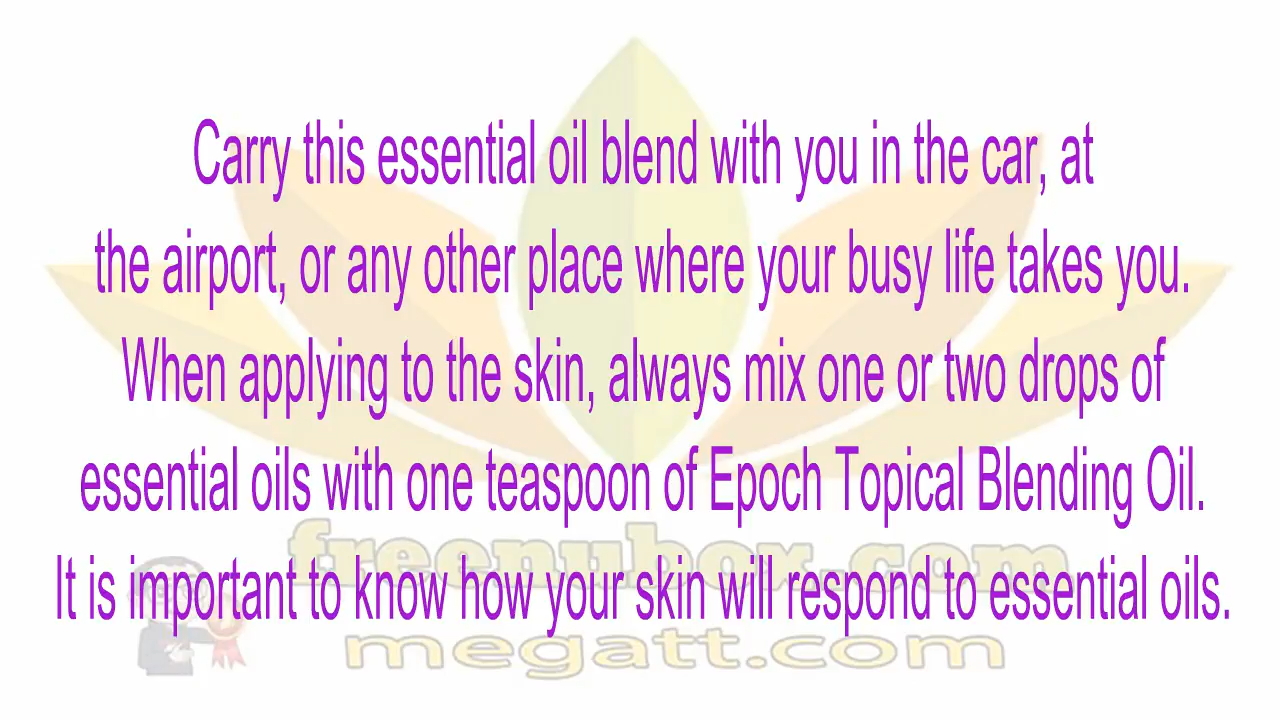 Carry this essential oil blend with you in the car, at
the airport, or any other place where your busy life takes you.
When applying to the skin, always mix one or two drops of
essential oils with one teaspoon of Epoch Topical Blending Oil.
freenubox.com
It is important to know how your skin will respond to essential oils.
megatt.com